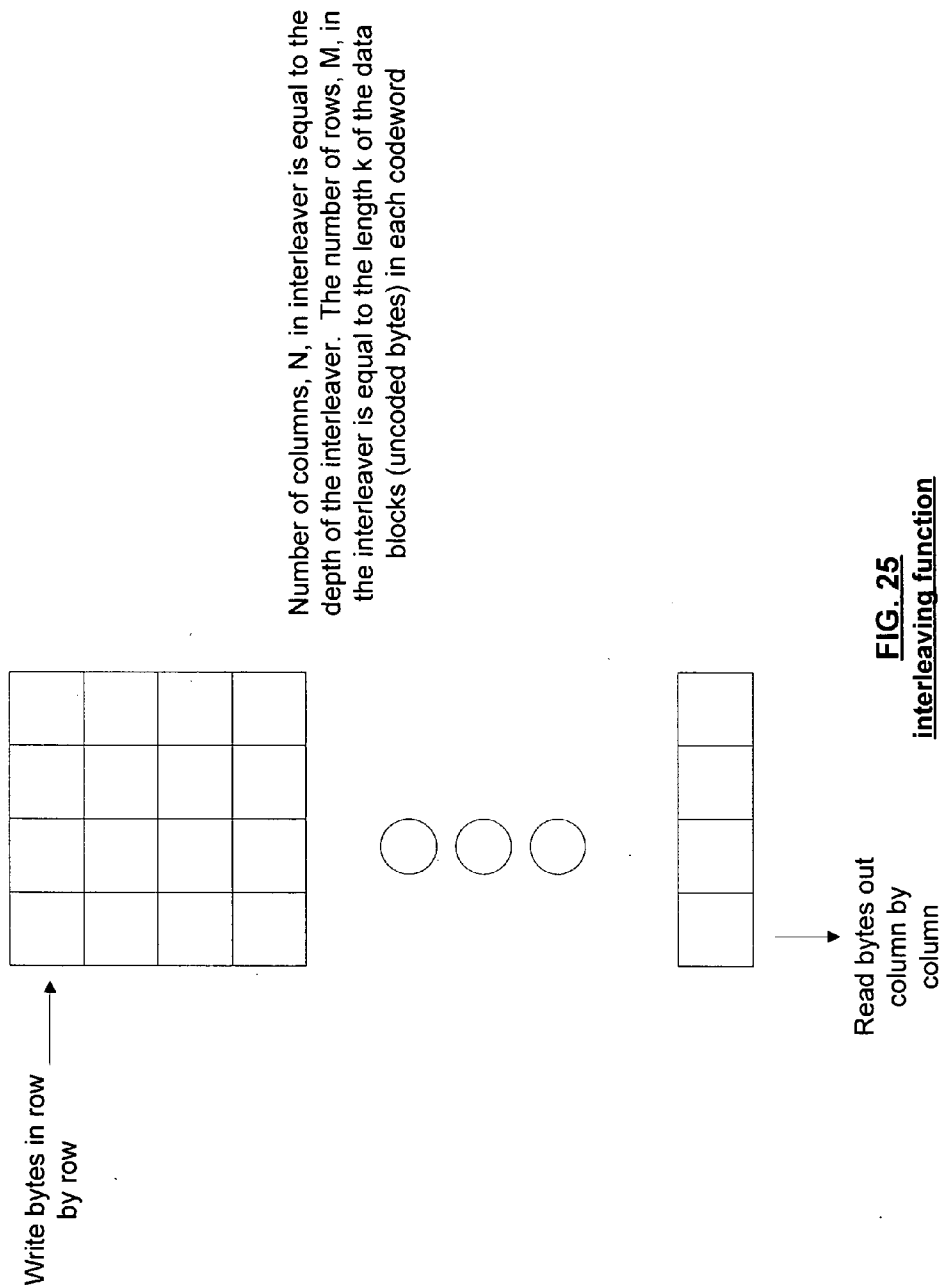 Write bytes in row
by row
Number of columns, N, in interleaver is equal to the
depth of the interleaver. The number of rows, M, in
the interleaver is equal to the length k of the data
blocks (uncoded bytes) in each codeword
Read bytes out
column by
column
FIG. 25
interleaving function